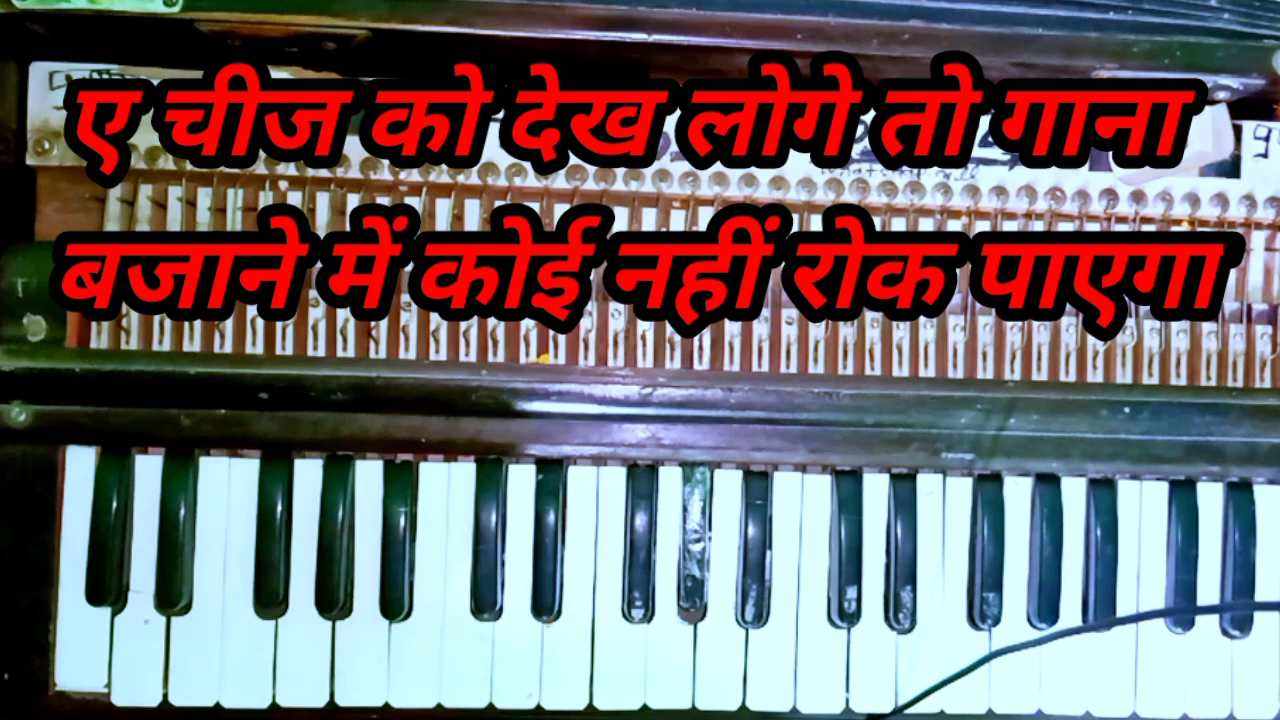 ए चीज को देख लोगे तो गाना
बजाने में कोई नहीं रोक पाएगा